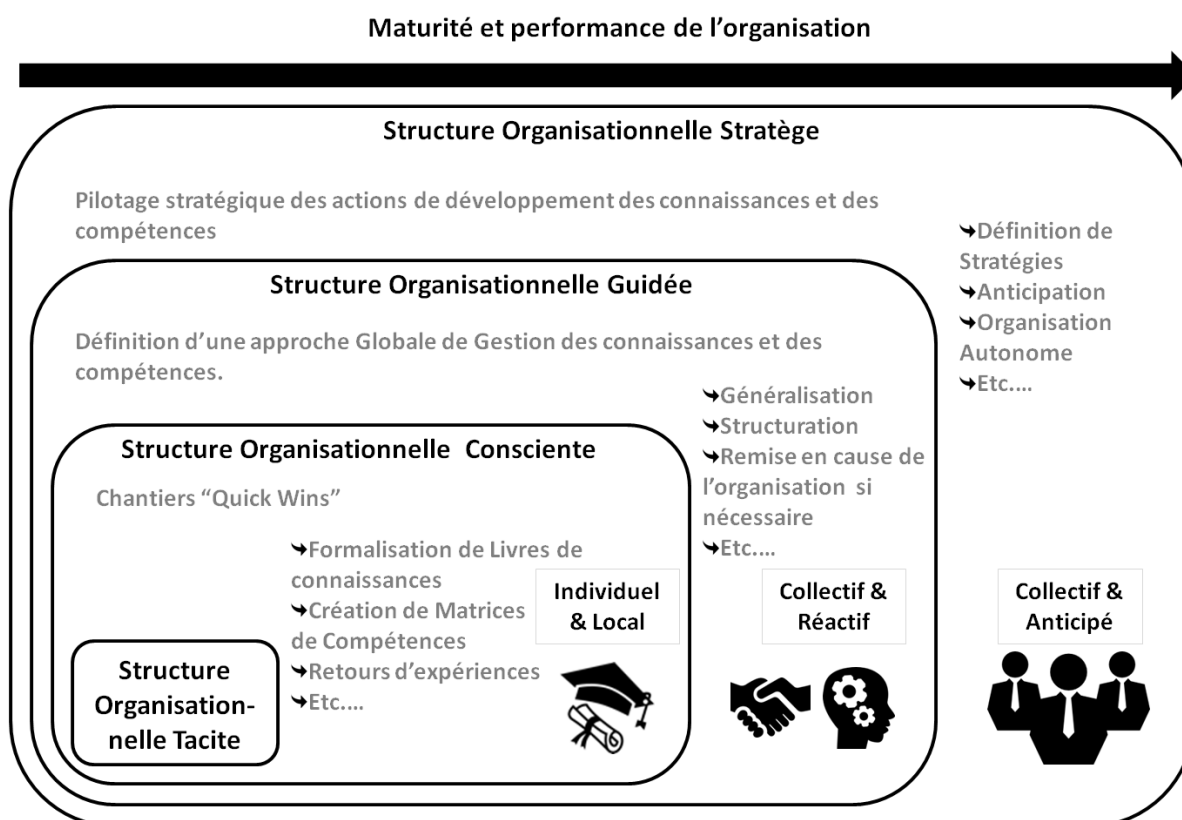 Maturité et performance de l'organisation
Structure Organisationnelle Stratège
Pilotage stratégique des actions de développement des connaissances et des
compétences
➥Définition de
Stratégies
➥Anticipation
➥Organisation
Autonome
➥Etc....
Structure Organisationnelle Guidée
Définition d'une approche Globale de Gestion des connaissances et des
compétences.
➥Généralisation
➥Structuration
➥Remise en cause de
l'organisation si
nécessaire
➥Etc....
Structure Organisationnelle Consciente
Chantiers “Quick Wins”
➥Formalisation de Livres de
connaissances
➥Création de Matrices
de Compétences
➥Retours d'expériences
➥Etc....
Structure
Organisation-
nelle Tacite
Individuel
& Local
Collectif &
Réactif
Collectif &
Anticipé